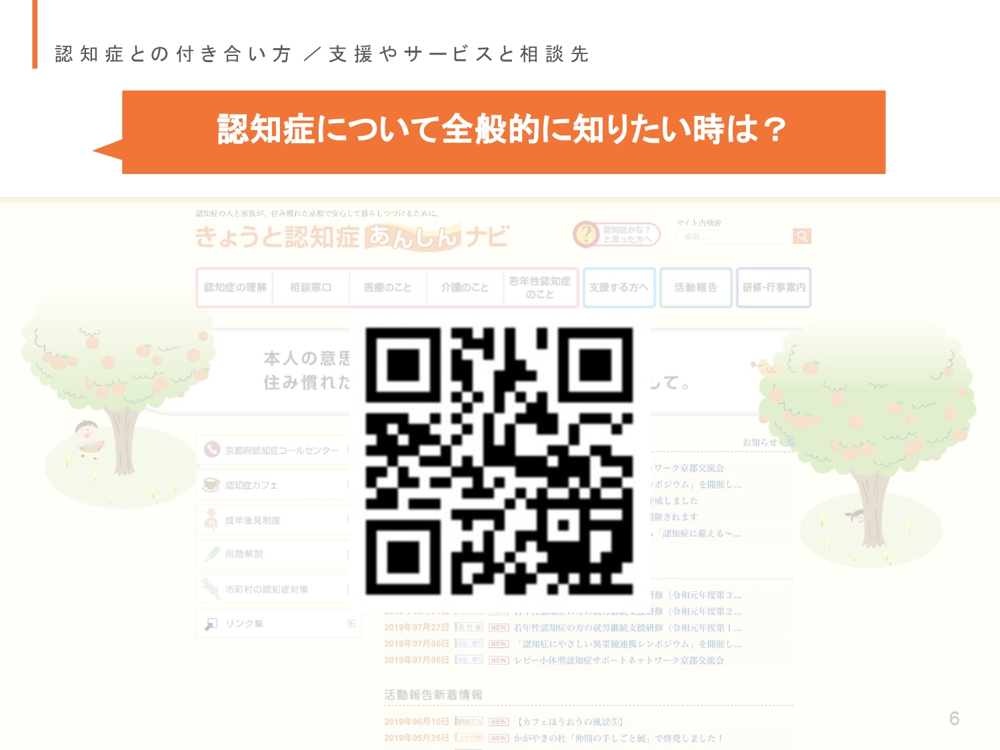 認知症との付き合い方 ／支援やサービスと相談先
認知症について全般的に知りたい時は？
認知症の人と家族が、住み慣れた京都で安心して暮らしつづけるために。
きょうと認知症あんしんナビ
? 認知症かな？
と思った方へ
サイト内検索
検索 ...
認知症の理解 相談窓口 医療のこと 介護のこと 若年性認知症のこと 支援する方へ 活動報告 研修・行事案内
本人の意思
住み慣れた して。
お知らせ一覧
京都府認知症コールセンター
認知症カフェ
成年後見制度
用語解説
市町村の認知症対策
リンク集
ワーク京都交流会
ンポジウム」を開催し...
作成しました
開催されます
、「認知症に備える～...
研修（令和元年度第３...
研修（令和元年度第２...
2019年07月27日 専門職 NEW 若年性認知症の方の就労継続支援研修（令和元年度第１...
2019年07月06日 NEW 「認知症にやさしい異業種連携シンポジウム」を開催し...
2019年07月06日 NEW レビー小体型認知症サポートネットワーク京都交流会
活動報告新着情報
2019年06月10日 認知症カフェ NEW 【カフェほうおうの風景⑤】
2019年05月26日 NEW かがやきの杜「仲間の手しごと展」で啓発しました！
6